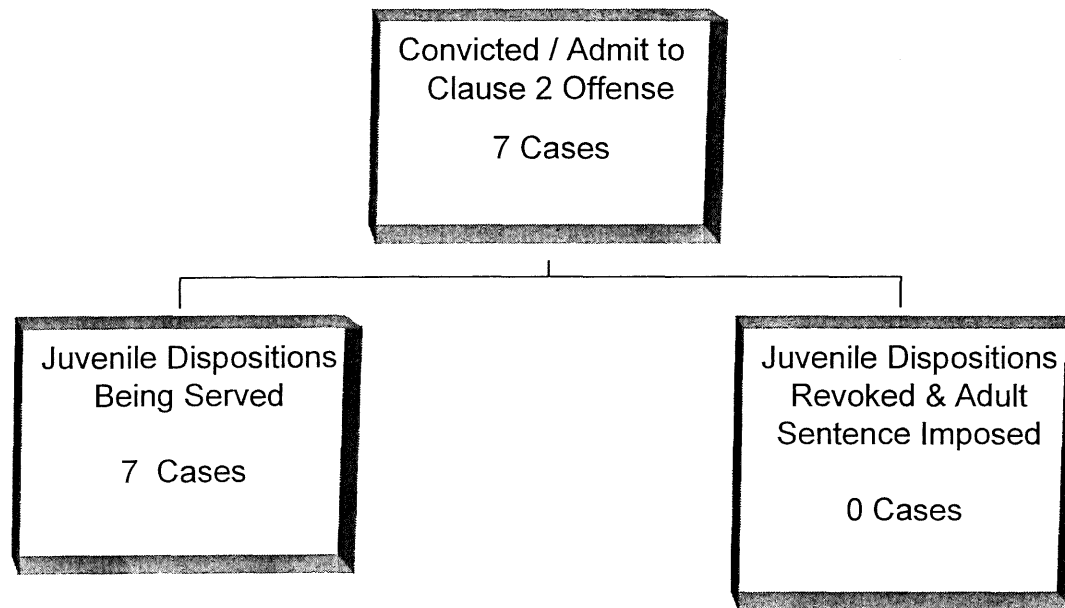 Convicted / Admit to
Clause 2 Offense
7 Cases
Juvenile Dispositions
Being Served
7 Cases
Juvenile Dispositions
Revoked & Adult
Sentence Imposed
0 Cases